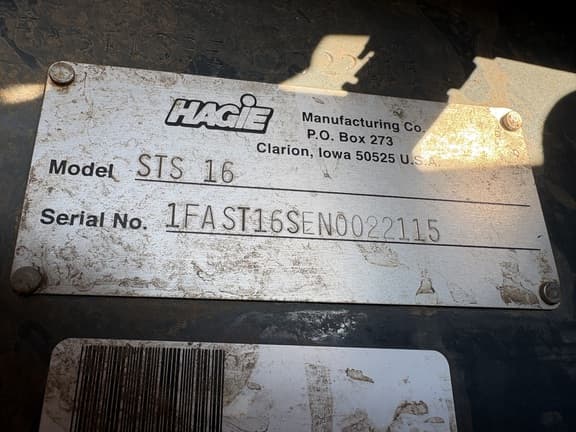 HAGIE
Manufacturing Co.
P.O. Box 273
Clarion, Iowa 50525 U.S.A.
Model STS 16
Serial No. 1FAST16SEN0022115